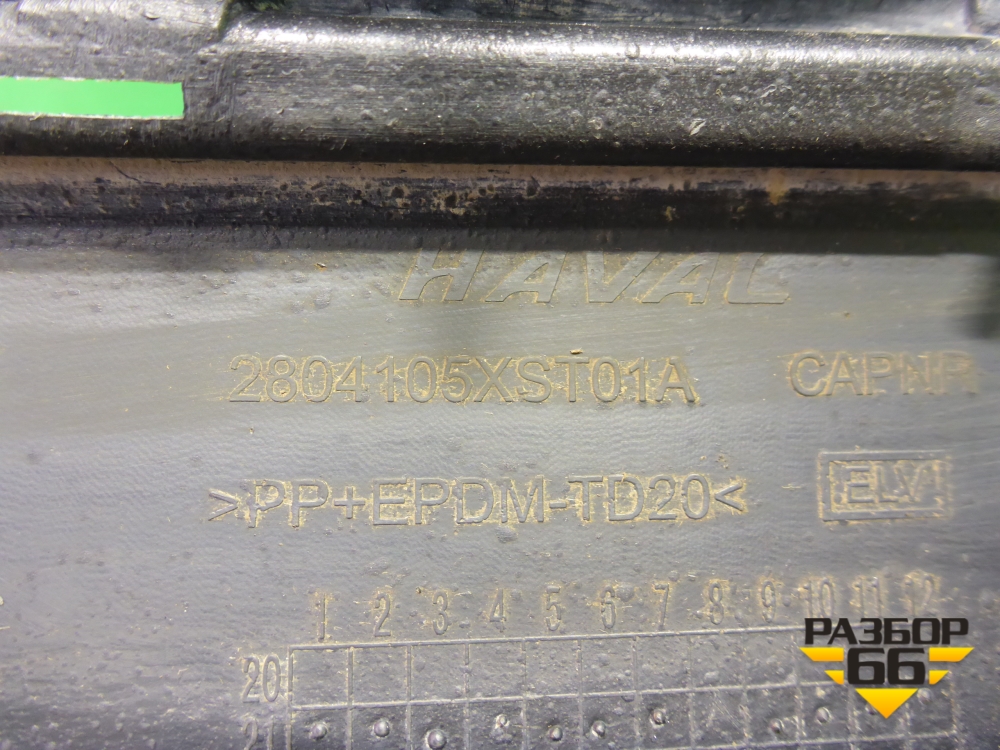 HAVAL
2804105XST01A CAPNR
>PP+EPDM-TD20<
ELV
1 2 3 4 5 6 7 8 9 10 11 12
20
21
РАЗБОР
66